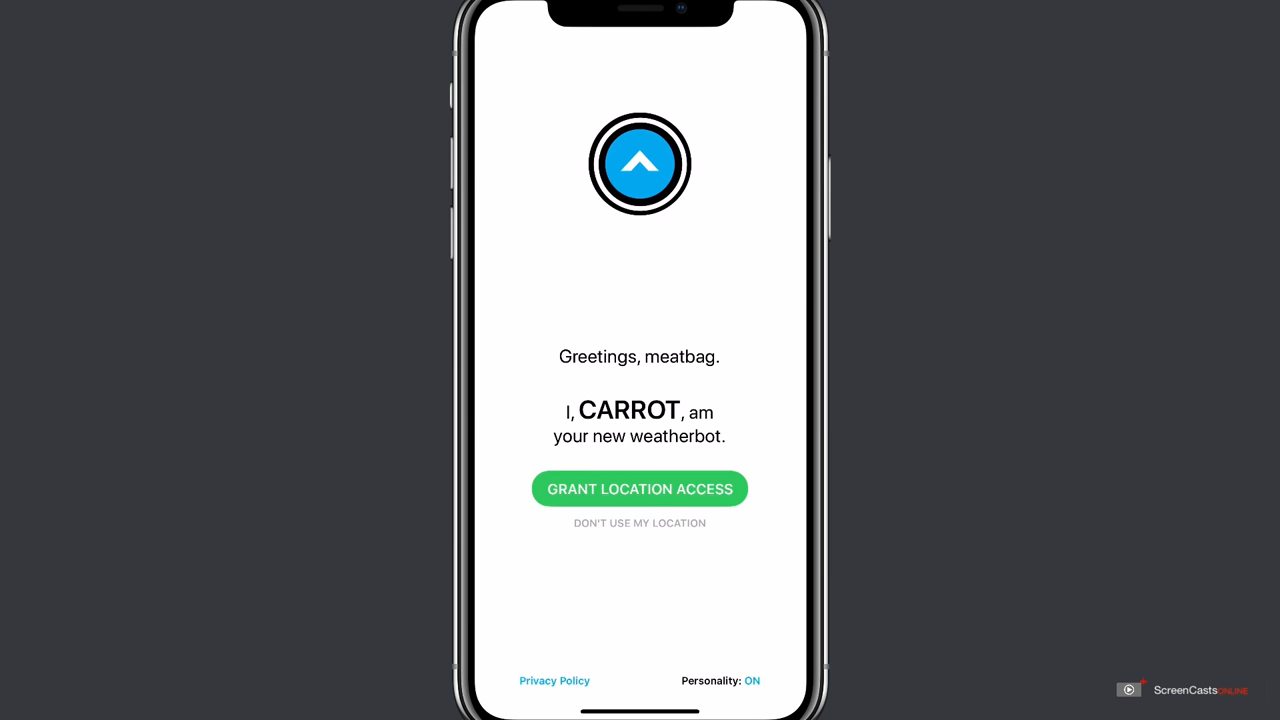 Greetings, meatbag.
I, CARROT, am
your new weatherbot.
GRANT LOCATION ACCESS
DON'T USE MY LOCATION
Privacy Policy
Personality: ON
ScreenCastsONLINE